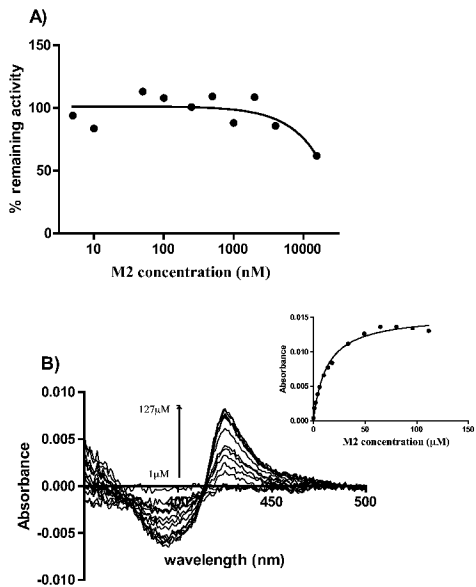 A)
150
100
50
0
% remaining activity
10
100
1000
10000
M2 concentration (nM)
0.015
0.010
0.005
0.000
Absorbance
0
50
100
150
M2 concentration (μM)
B)
0.010
0.005
0.000
-0.005
-0.010
Absorbance
127μM
1μM
400
450
500
wavelength (nm)